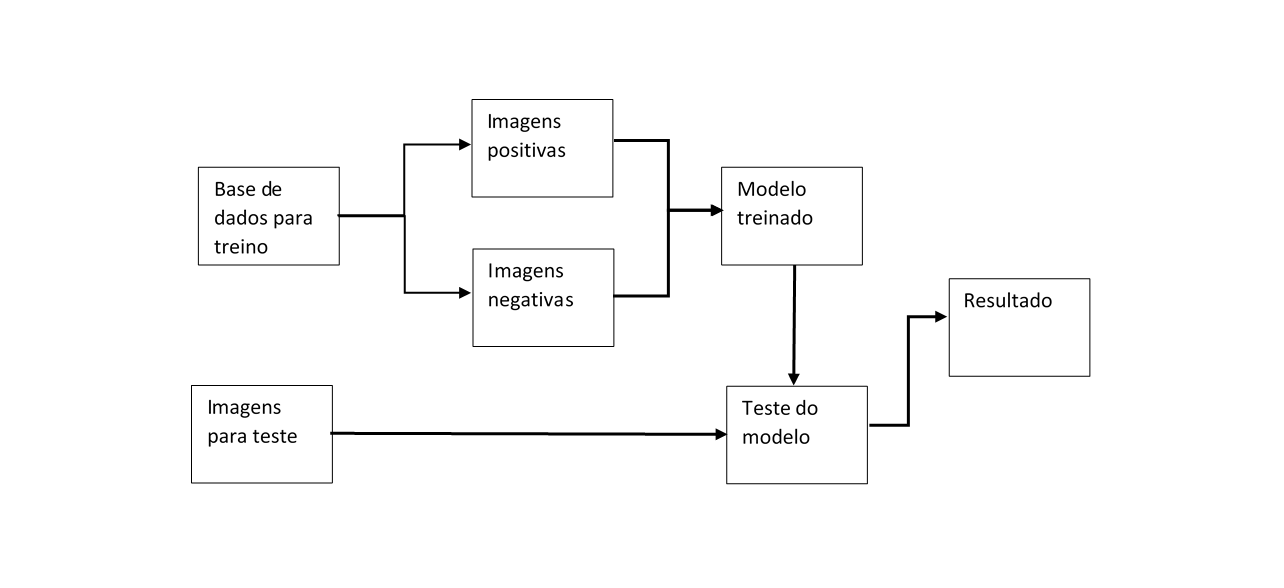 Imagens
positivas
Base de
dados para
treino
Modelo
treinado
Imagens
negativas
Resultado
Imagens
para teste
Teste do
modelo